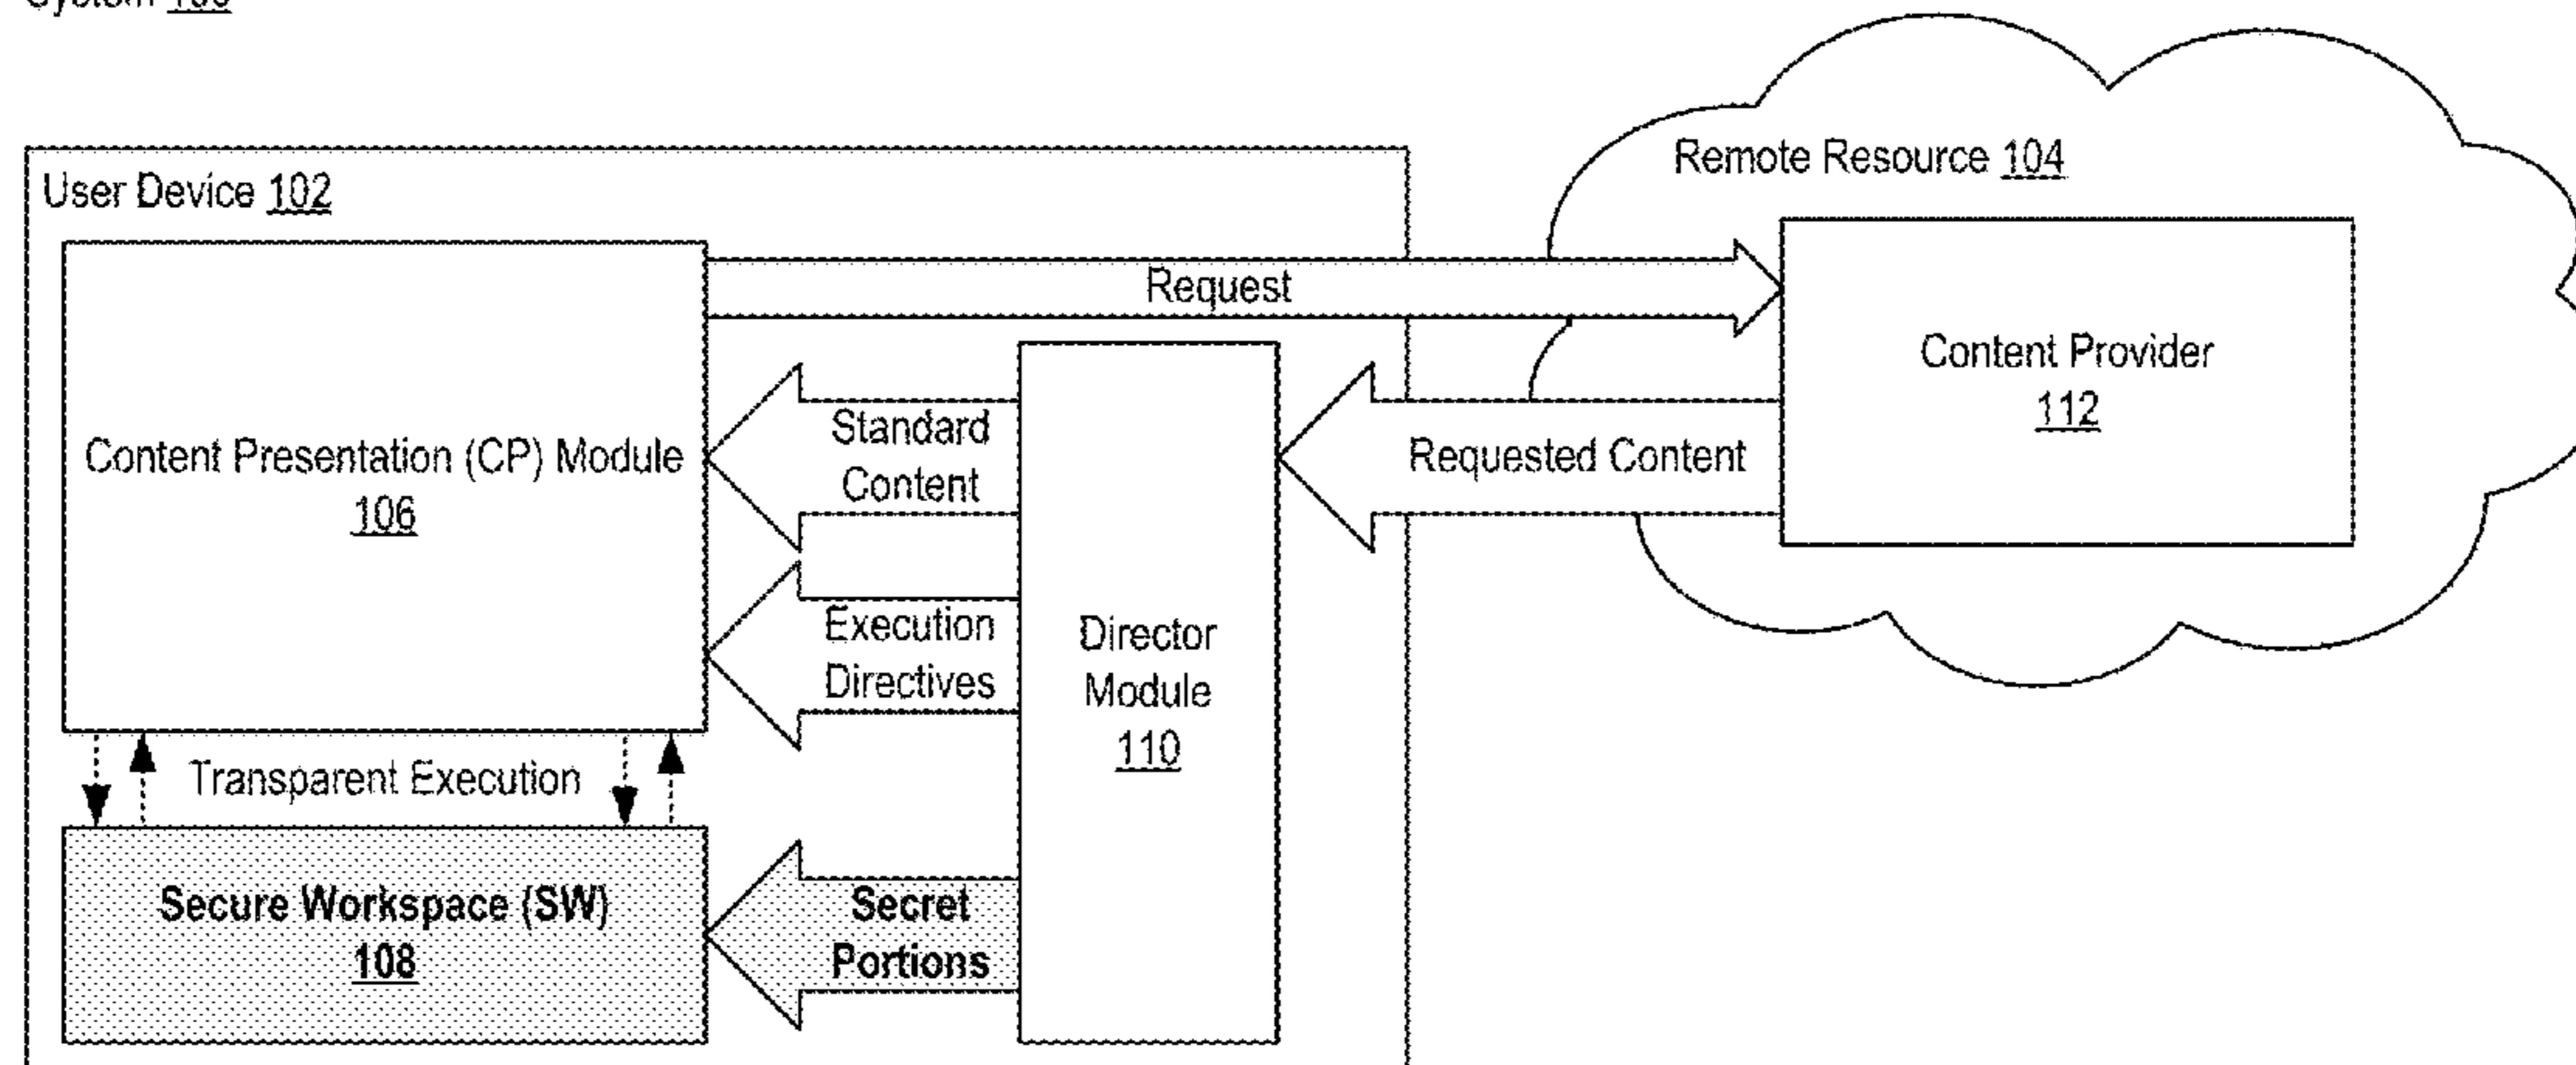 User Device 102
Remote Resource 104
Request
Content Provider
112
Standard
Content
Requested Content
Content Presentation (CP) Module
106
Execution
Directives
Director
Module
110
Transparent Execution
Secure Workspace (SW)
108
Secret
Portions